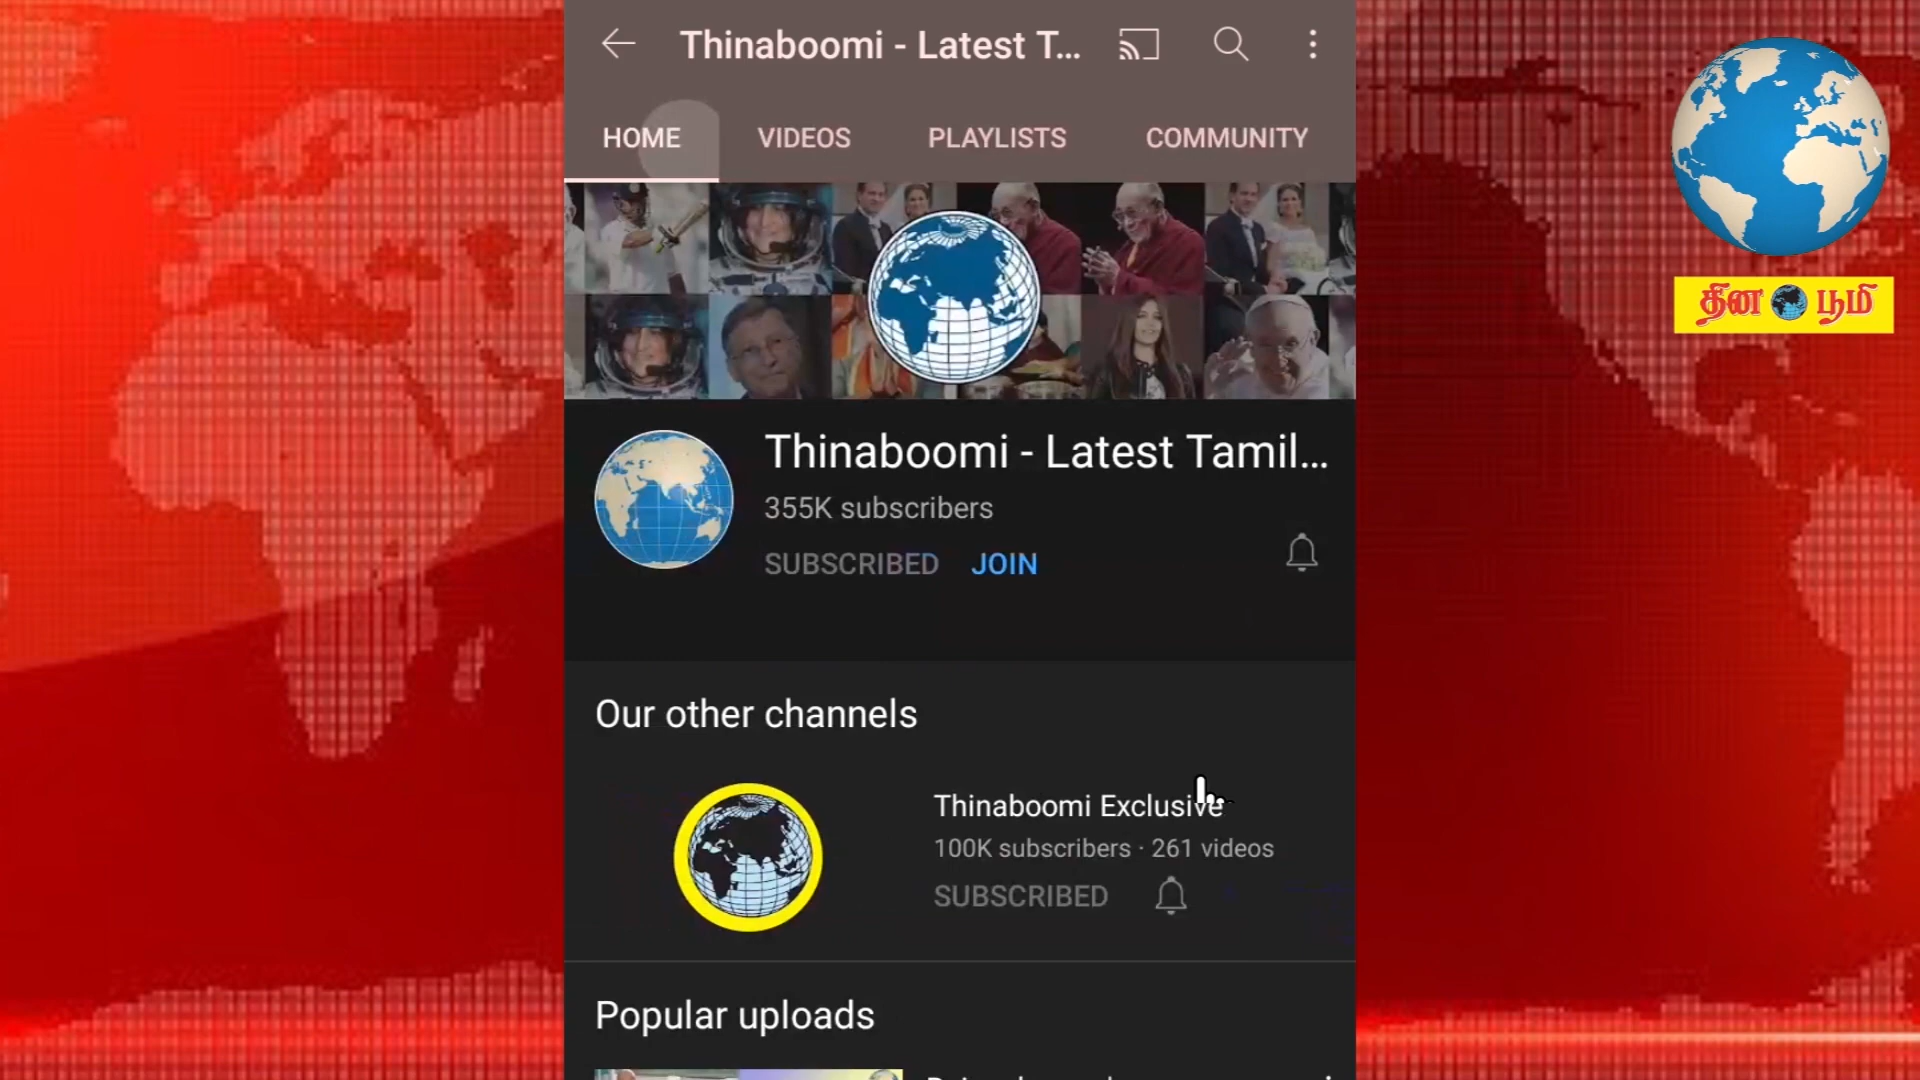 Thinaboomi - Latest T...
HOME VIDEOS PLAYLISTS COMMUNITY
தின பூமி
Thinaboomi - Latest Tamil...
355K subscribers
SUBSCRIBED JOIN
Our other channels
Thinaboomi Exclusive
100K subscribers · 261 videos
SUBSCRIBED
Popular uploads